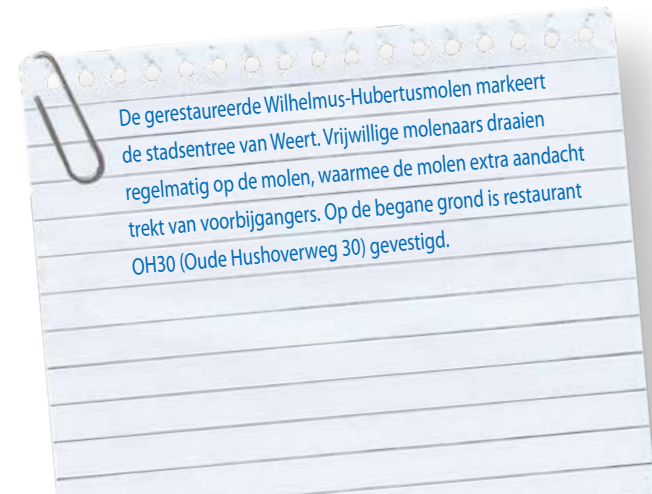 De gerestaureerde Wilhelmus-Hubertusmolen markeert
de stadsentree van Weert. Vrijwillige molenaars draaien
regelmatig op de molen, waarmee de molen extra aandacht
trekt van voorbijgangers. Op de begane grond is restaurant
OH30 (Oude Hushoverweg 30) gevestigd.